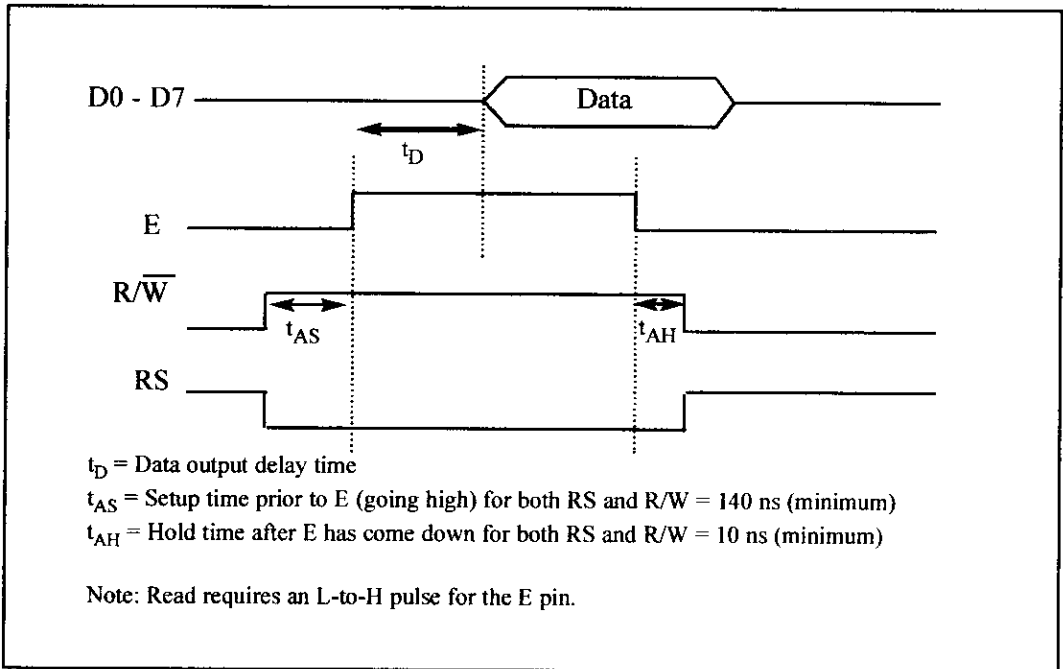 D0 - D7
Data
tD
E
R/W̅
tAS
tAH
RS
tD = Data output delay time
tAS = Setup time prior to E (going high) for both RS and R/W = 140 ns (minimum)
tAH = Hold time after E has come down for both RS and R/W = 10 ns (minimum)
Note: Read requires an L-to-H pulse for the E pin.